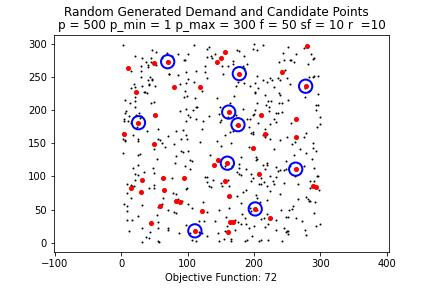 Random Generated Demand and Candidate Points
p = 500 p_min = 1 p_max = 300 f = 50 sf = 10 r =10
300
250
200
150
100
50
0
−100 0 100 200 300 400
Objective Function: 72